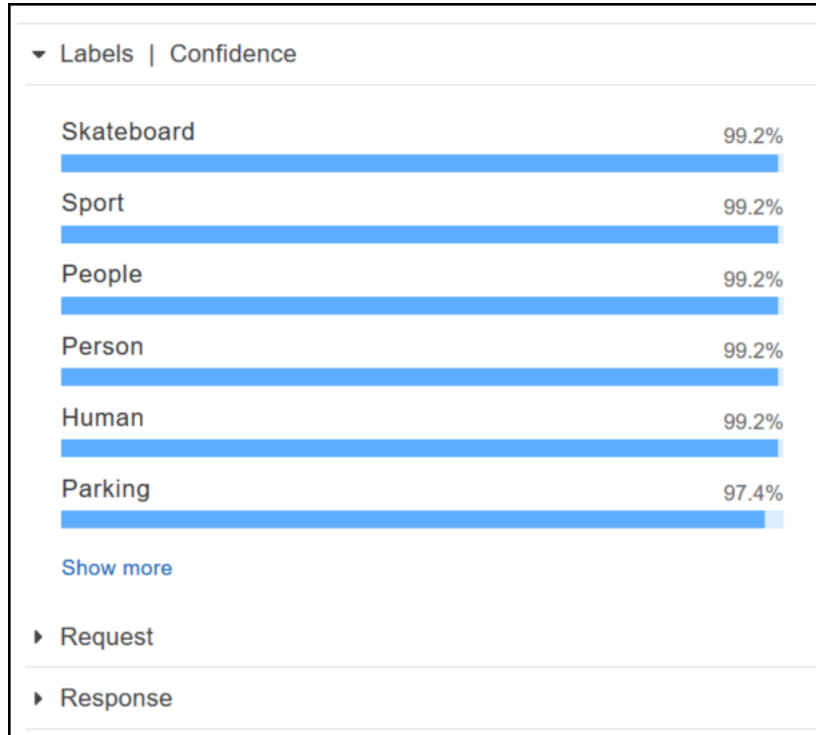 Labels | Confidence
Skateboard 99.2%
Sport 99.2%
People 99.2%
Person 99.2%
Human 99.2%
Parking 97.4%
Show more
Request
Response